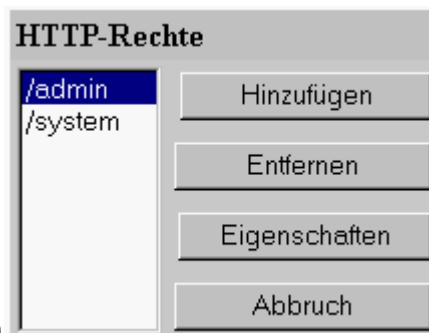 HTTP-Rechte
/admin
/system
Hinzufügen
Entfernen
Eigenschaften
Abbruch